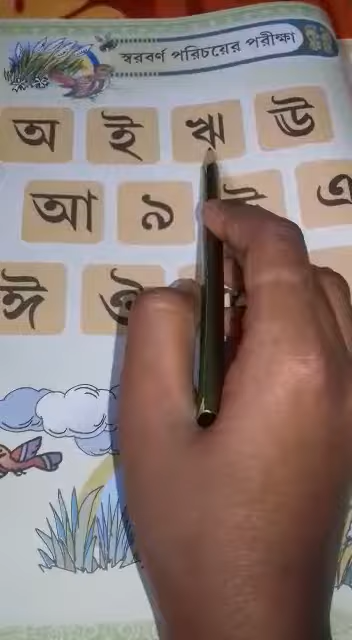 স্বরবর্ণ পরিচয়ের পরীক্ষা
অ ই ঋ ঊ
আ ৯ এ
ঈ